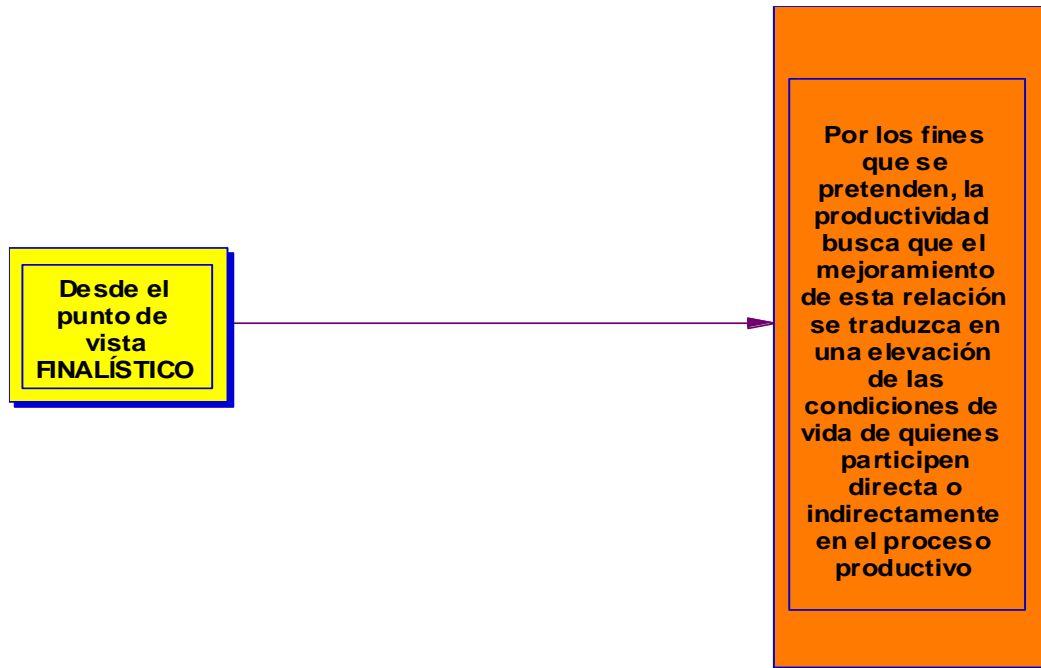 Desde el
punto de
vista
FINALÍSTICO
Por los fines
que se
pretenden, la
productividad
busca que el
mejoramiento
de esta relación
se traduzca en
una elevación
de las
condiciones de
vida de quienes
participen
directa o
indirectamente
en el proceso
productivo